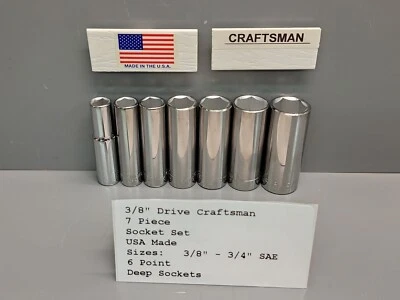 MADE IN THE U.S.A.
CRAFTSMAN
3/8" Drive Craftsman
7 Piece
Socket Set
USA Made
Sizes: 3/8" - 3/4" SAE
6 Point
Deep Sockets